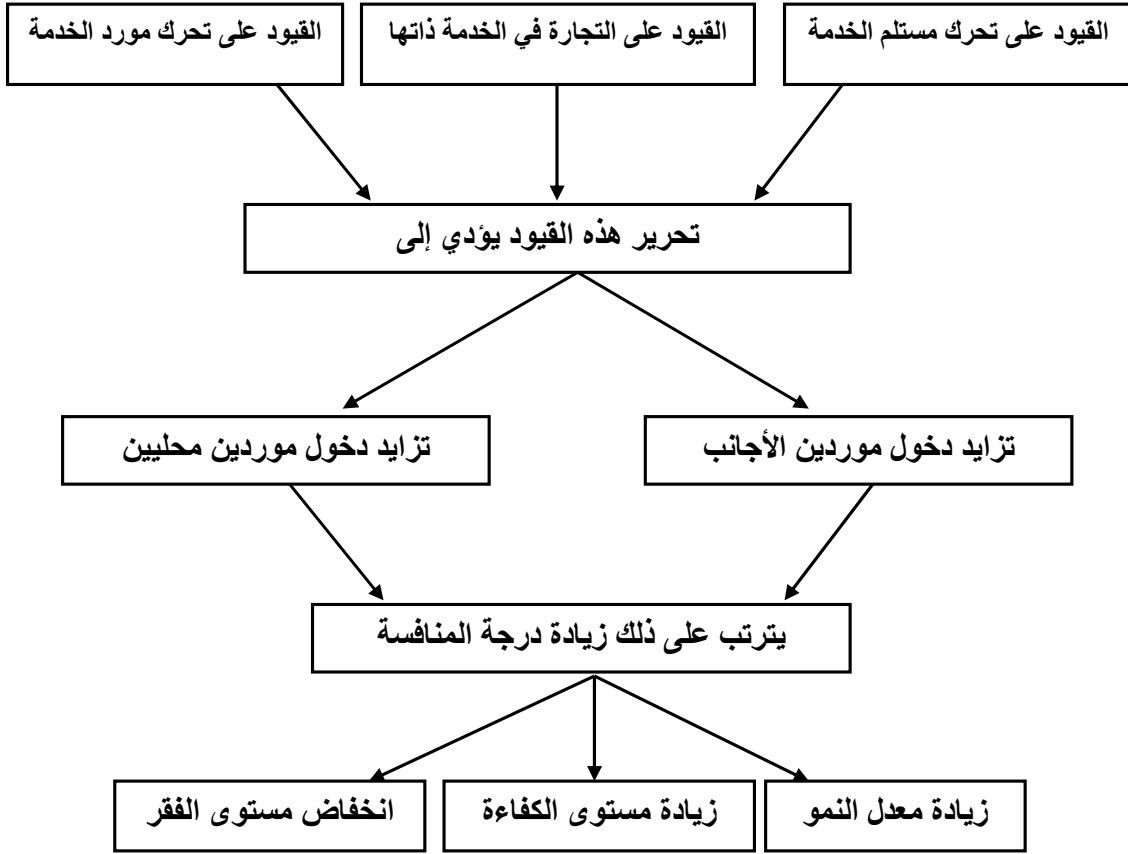 القيود على تحرك مستلم الخدمة
القيود على التجارة في الخدمة ذاتها
القيود على تحرك مورد الخدمة
تحرير هذه القيود يؤدي إلى
تزايد دخول موردين الأجانب
تزايد دخول موردين محليين
يترتب على ذلك زيادة درجة المنافسة
زيادة معدل النمو
زيادة مستوى الكفاءة
انخفاض مستوى الفقر